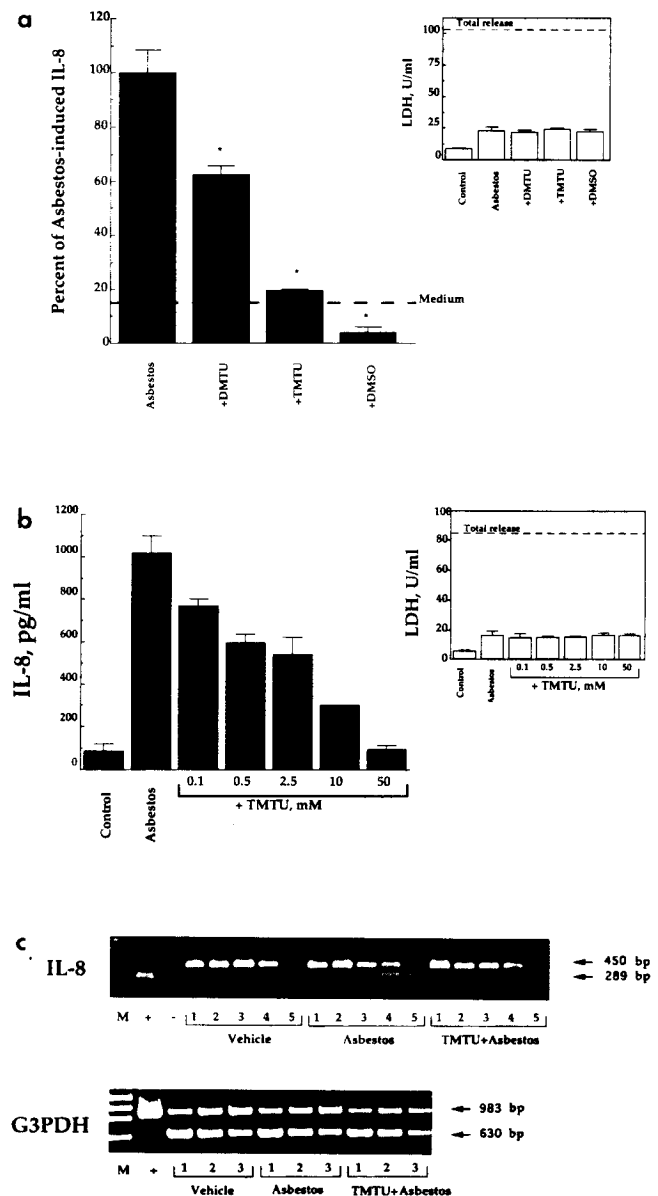 a
Percent of Asbestos-induced IL-8
120
100
80
60
40
20
0
*
*
*
Medium
Asbestos
+DMTU
+TMTU
+DMSO
LDH, U/ml
100
75
50
25
0
Total release
Control
Asbestos
+DMTU
+TMTU
+DMSO
b
IL-8, pg/ml
1200
1000
800
600
400
200
0
Control
Asbestos
0.1 0.5 2.5 10 50
+ TMTU, mM
LDH, U/ml
100
80
60
40
20
0
Total release
Control
Asbestos
0.1 0.5 2.5 10 50
+ TMTU, mM
c
IL-8
450 bp
289 bp
M + - 1 2 3 4 5 1 2 3 4 5 1 2 3 4 5
Vehicle Asbestos TMTU+Asbestos
G3PDH
983 bp
630 bp
M + 1 2 3 1 2 3 1 2 3
Vehicle Asbestos TMTU+Asbestos